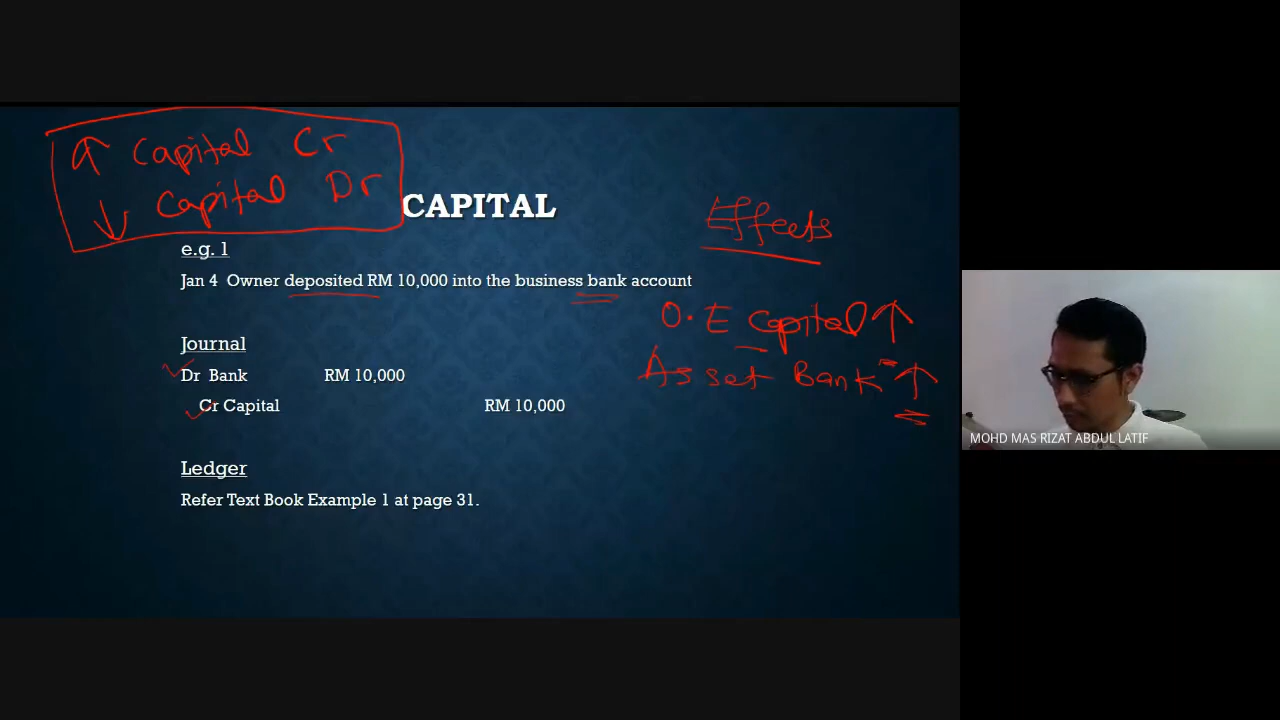 ↑ Capital Cr
↓ Capital Dr
CAPITAL
Effects
e.g. 1
Jan 4 Owner deposited RM 10,000 into the business bank account
O.E Capital ↑
Asset Bank ↑
Journal
Dr Bank RM 10,000
Cr Capital RM 10,000
Ledger
Refer Text Book Example 1 at page 31.
MOHD MAS RIZAT ABDUL LATIF